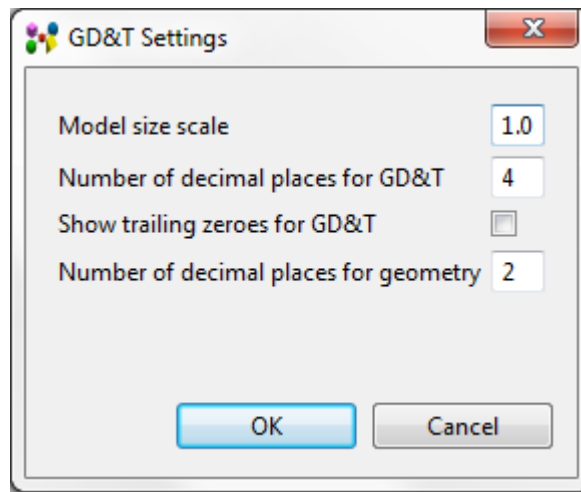 GD&T Settings
Model size scale 1.0
Number of decimal places for GD&T 4
Show trailing zeroes for GD&T
Number of decimal places for geometry 2
OK Cancel